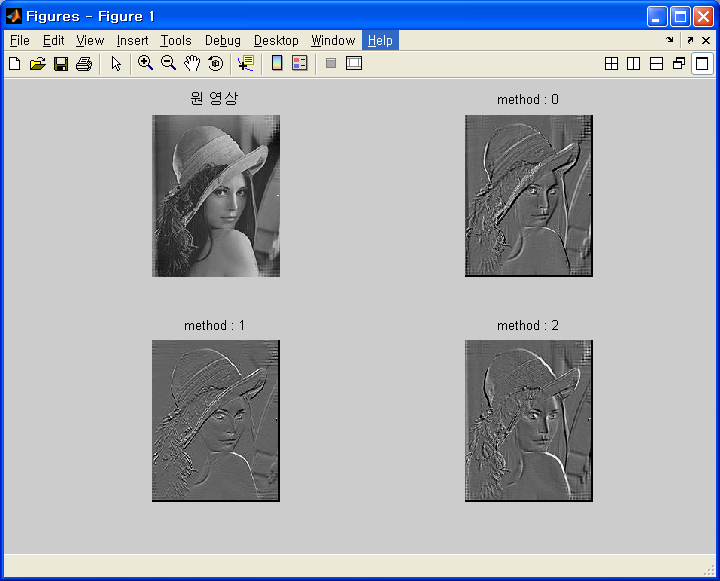 Figures - Figure 1
File Edit View Insert Tools Debug Desktop Window Help
원 영상
method : 0
method : 1
method : 2